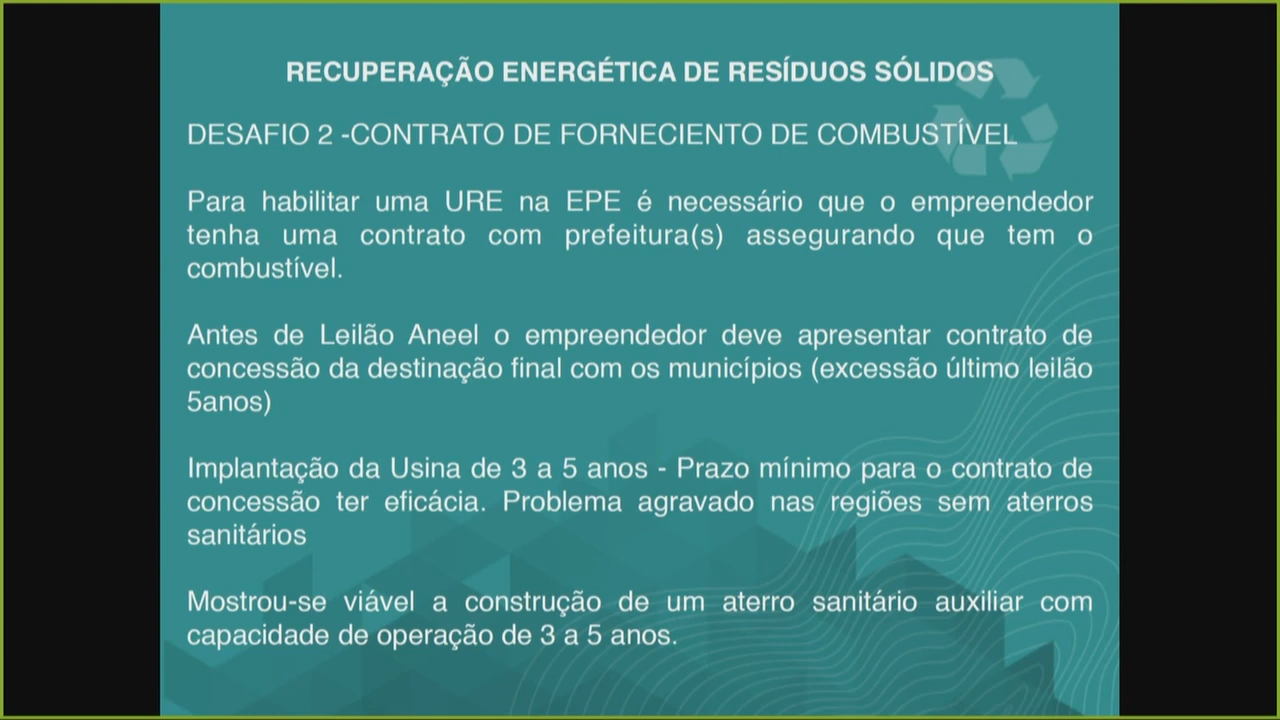 RECUPERAÇÃO ENERGÉTICA DE RESÍDUOS SÓLIDOS
DESAFIO 2 -CONTRATO DE FORNECIENTO DE COMBUSTÍVEL
Para habilitar uma URE na EPE é necessário que o empreendedor
tenha uma contrato com prefeitura(s) assegurando que tem o
combustível.
Antes de Leilão Aneel o empreendedor deve apresentar contrato de
concessão da destinação final com os municípios (excessão último leilão
5anos)
Implantação da Usina de 3 a 5 anos - Prazo mínimo para o contrato de
concessão ter eficácia. Problema agravado nas regiões sem aterros
sanitários
Mostrou-se viável a construção de um aterro sanitário auxiliar com
capacidade de operação de 3 a 5 anos.